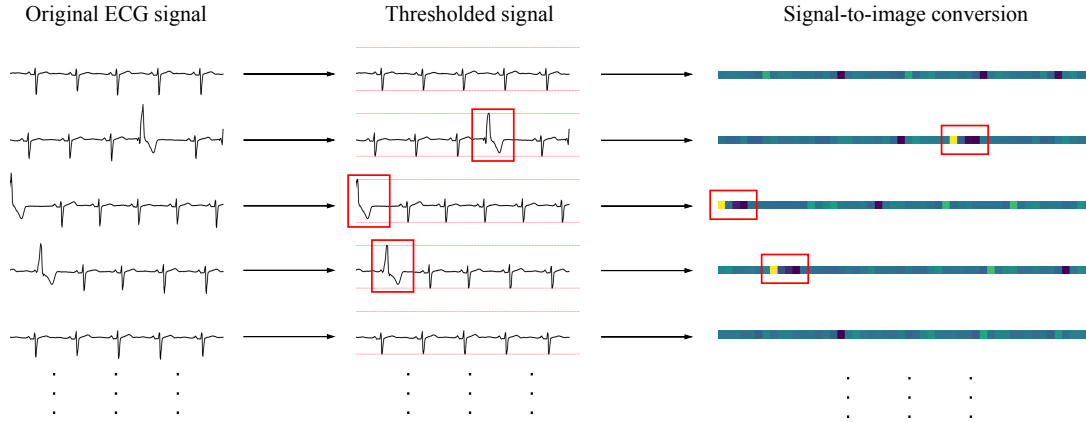 Original ECG signal
Thresholded signal
Signal-to-image conversion